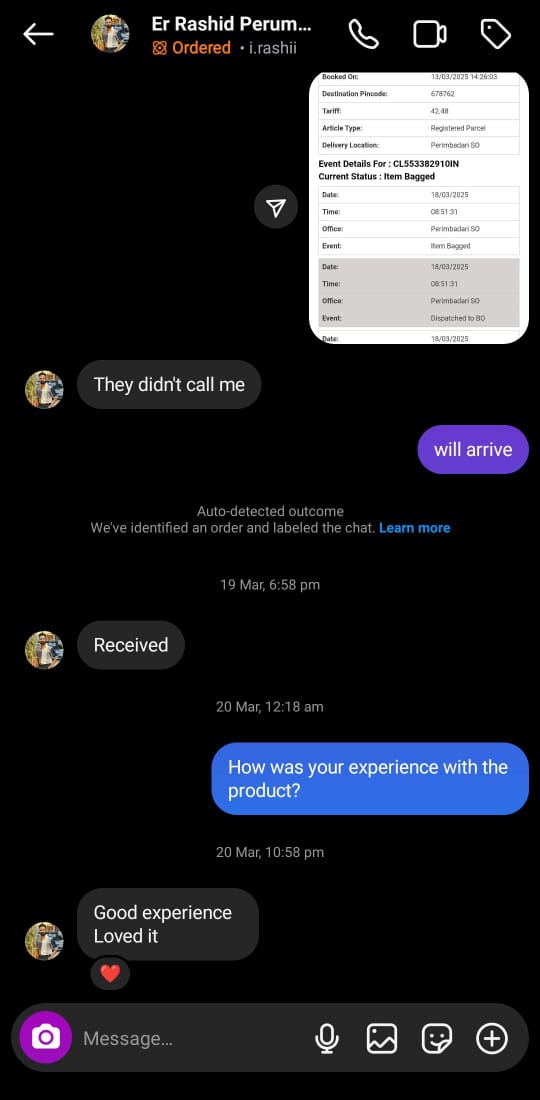 Er Rashid Perum...
Ordered • i.rashii
Booked On: 13/03/2025 14:26:03
Destination Pincode: 678762
Tariff: 42.48
Article Type: Registered Parcel
Delivery Location: Perimbadari SO
Event Details For : CL553382910IN
Current Status : Item Bagged
Date: 18/03/2025
Time: 08:51:31
Office: Perimbadari SO
Event: Item Bagged
Date: 18/03/2025
Time: 08:51:31
Office: Perimbadari SO
Event: Dispatched to BO
Date: 18/03/2025
They didn't call me
will arrive
Auto-detected outcome
We've identified an order and labeled the chat. Learn more
19 Mar, 6:58 pm
Received
20 Mar, 12:18 am
How was your experience with the
product?
20 Mar, 10:58 pm
Good experience
Loved it
Message...